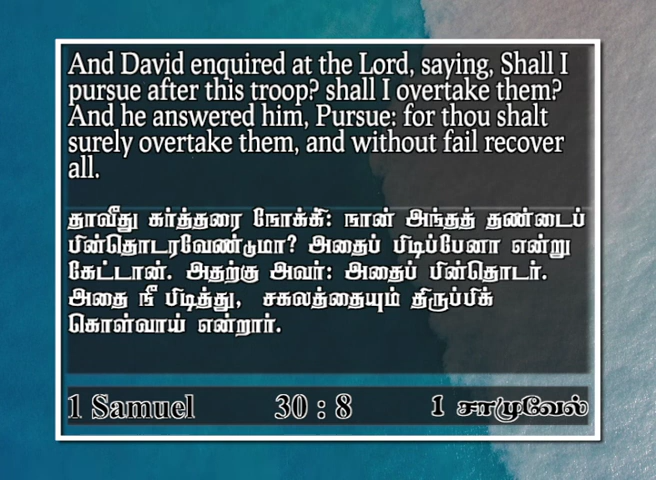 And David enquired at the Lord, saying, Shall I
pursue after this troop? shall I overtake them?
And he answered him, Pursue: for thou shalt
surely overtake them, and without fail recover
all.
தாவீது கர்த்தரை நோக்கி: நான் அந்தத் தண்டைப்
பின்தொடரவேண்டுமா? அதைப் பிடிப்பேனா என்று
கேட்டான். அதற்கு அவர்: அதைப் பின்தொடர்.
அதை நீ பிடித்து, சகலத்தையும் திருப்பிக்
கொள்வாய் என்றார்.
1 Samuel 30 : 8 1 சாமுவேல்